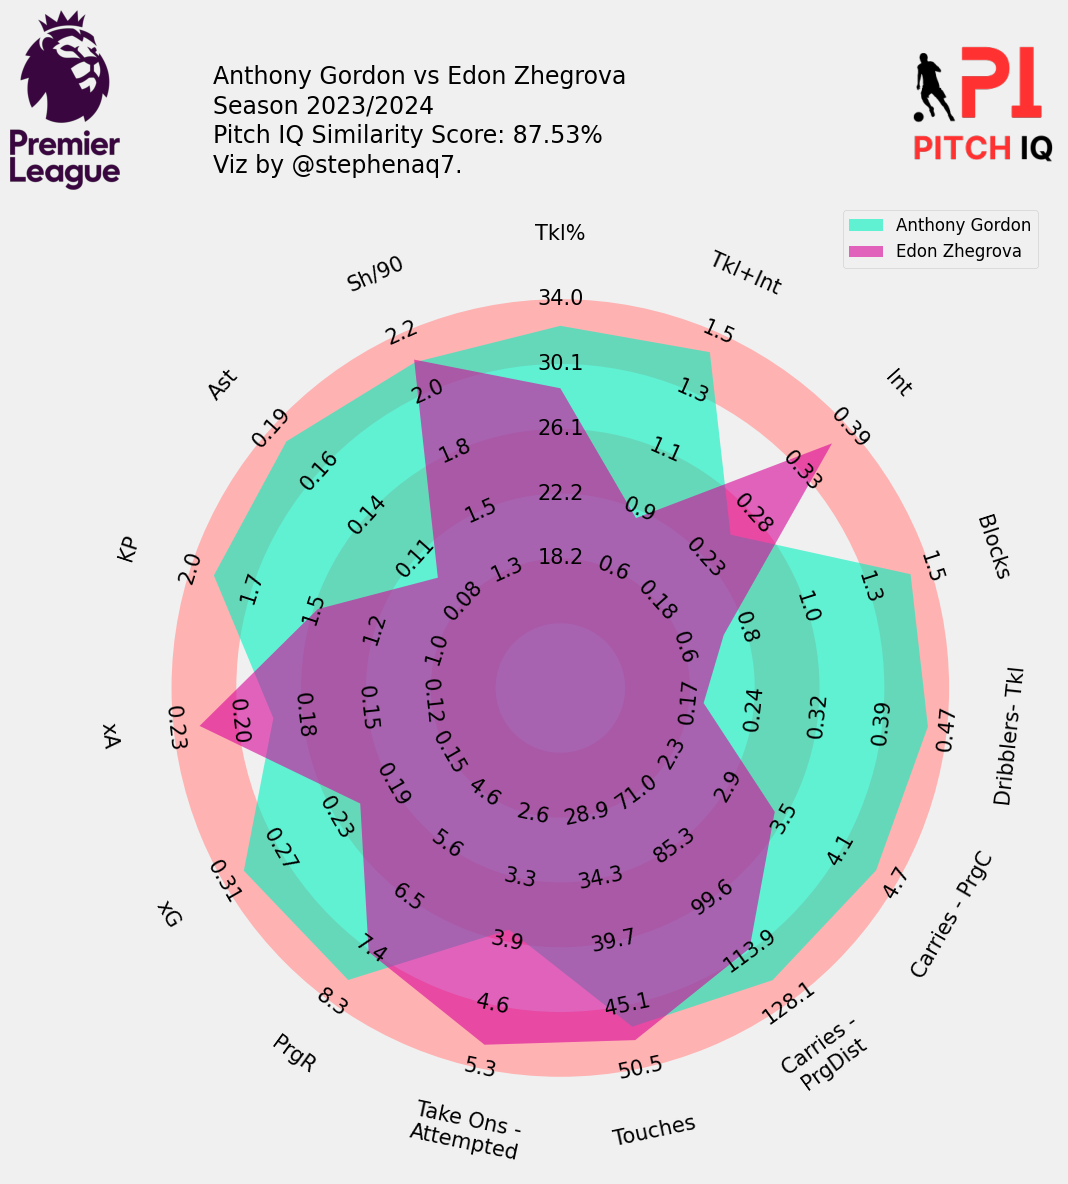 Premier
League
Anthony Gordon vs Edon Zhegrova
Season 2023/2024
Pitch IQ Similarity Score: 87.53%
Viz by @stephenaq7.
PI
PITCH IQ
Anthony Gordon
Edon Zhegrova
Tkl%
Tkl+Int
Int
Blocks
Dribblers- Tkl
Carries - PrgC
Carries -
PrgDist
Touches
Take Ons -
Attempted
PrgR
xG
xA
KP
Ast
Sh/90
18.2
22.2
26.1
30.1
34.0
0.6
0.9
1.1
1.3
1.5
0.18
0.23
0.28
0.33
0.39
0.6
0.8
1.0
1.3
1.5
0.17
0.24
0.32
0.39
0.47
2.3
2.9
3.5
4.1
4.7
71.0
85.3
99.6
113.9
128.1
28.9
34.3
39.7
45.1
50.5
2.6
3.3
3.9
4.6
5.3
4.6
5.6
6.5
7.4
8.3
0.15
0.19
0.23
0.27
0.31
0.12
0.15
0.18
0.20
0.23
1.0
1.2
1.5
1.7
2.0
0.08
0.11
0.14
0.16
0.19
1.3
1.5
1.8
2.0
2.2